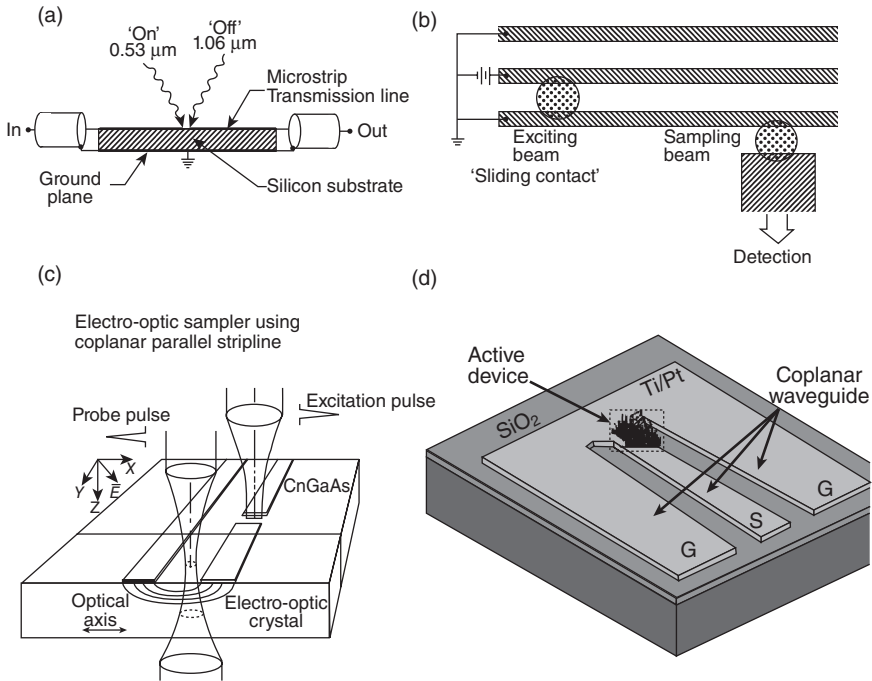 (a)
'On'
0.53 μm
'Off'
1.06 μm
Microstrip
Transmission line
In
Out
Ground
plane
Silicon substrate
(b)
Exciting
beam
'Sliding contact'
Sampling
beam
Detection
(c)
Electro-optic sampler using
coplanar parallel stripline
Probe pulse
Excitation pulse
X
Y
Z
E̅
CnGaAs
Optical
axis
Electro-optic
crystal
(d)
Active
device
Ti/Pt
Coplanar
waveguide
SiO₂
G
S
G